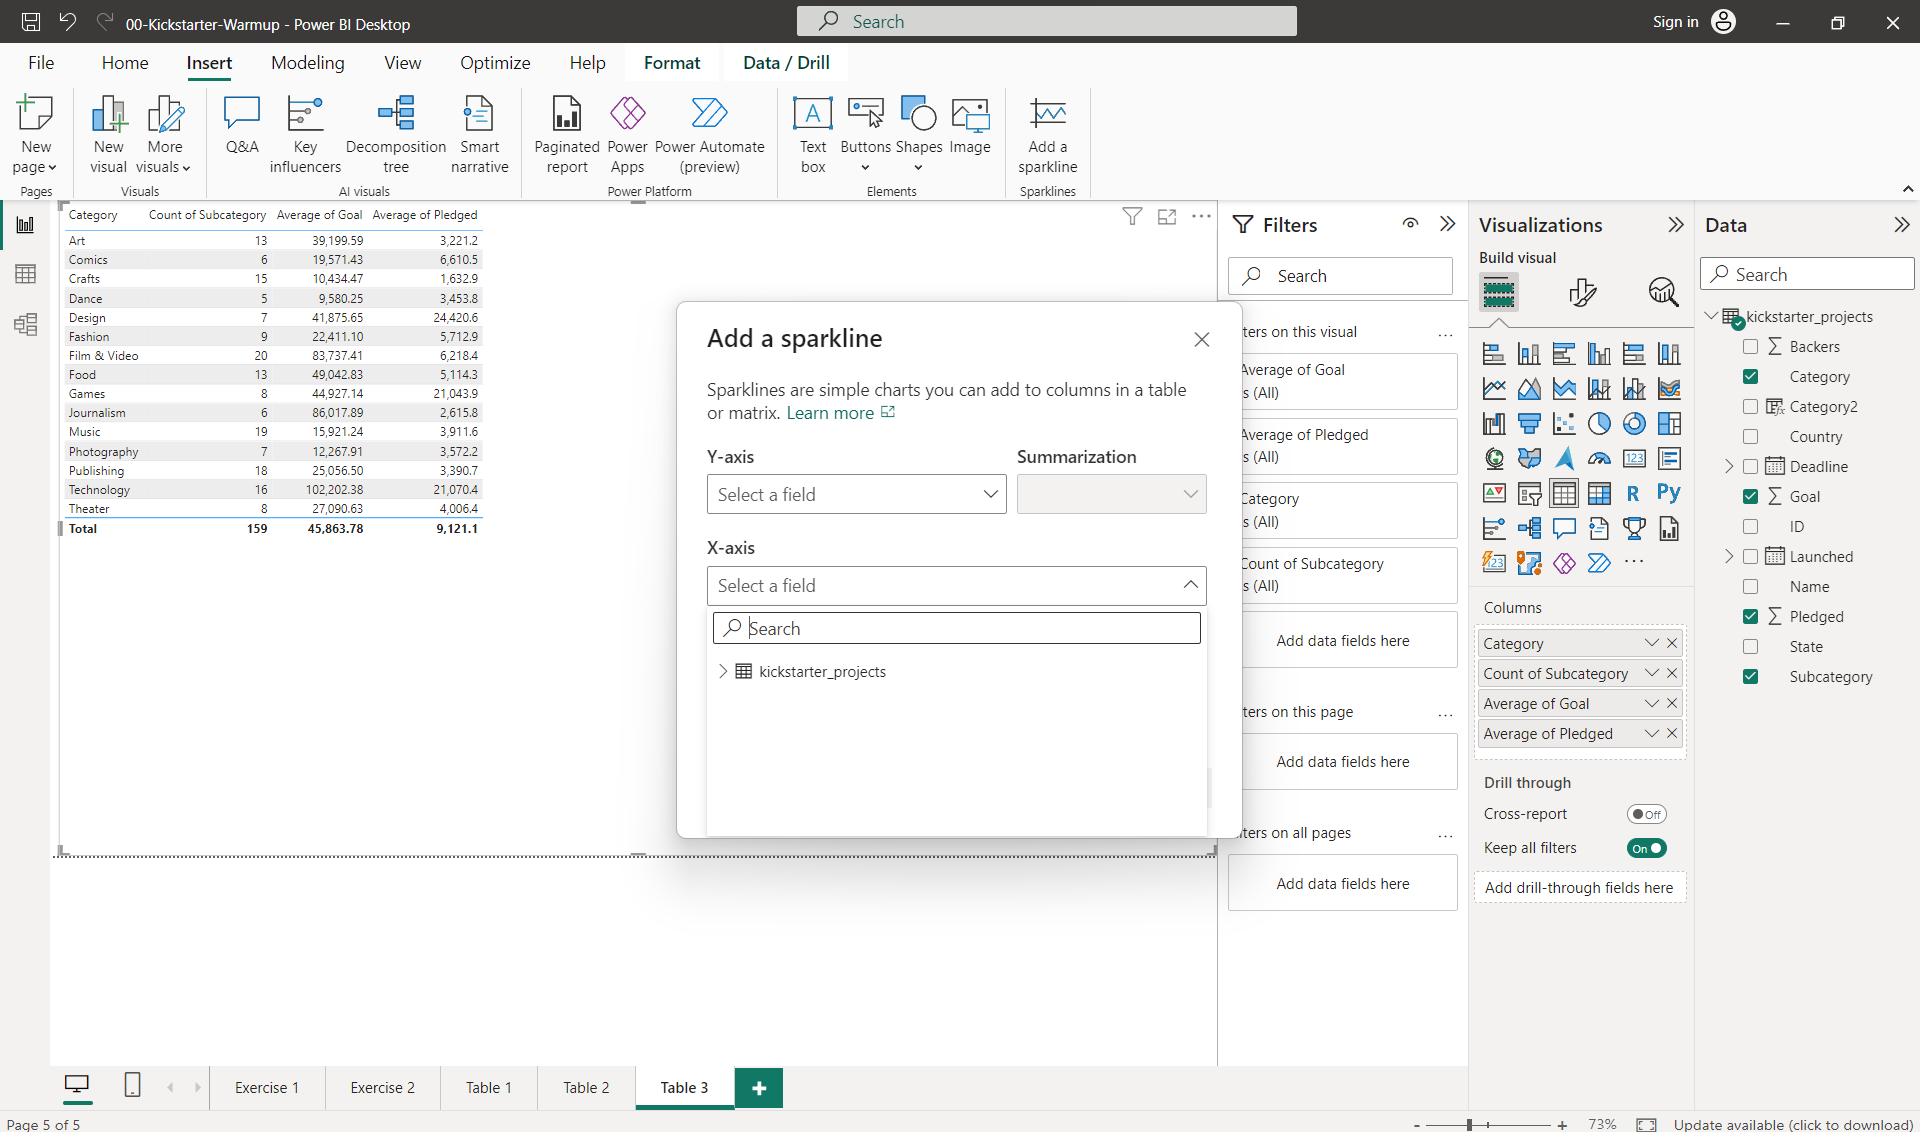 00-Kickstarter-Warmup - Power BI Desktop
Search
Sign in
File Home Insert Modeling View Optimize Help Format Data / Drill
New page
Pages
New visual
More visuals
Visuals
Q&A
Key influencers
Decomposition tree
Smart narrative
AI visuals
Paginated report
Power Apps
Power Automate (preview)
Power Platform
Text box
Buttons
Shapes
Image
Elements
Add a sparkline
Sparklines
Category Count of Subcategory Average of Goal Average of Pledged
Art 13 39,199.59 3,221.2
Comics 6 19,571.43 6,610.5
Crafts 15 10,434.47 1,632.9
Dance 5 9,580.25 3,453.8
Design 7 41,875.65 24,420.6
Fashion 9 22,411.10 5,712.9
Film & Video 20 83,737.41 6,218.4
Food 13 49,042.83 5,114.3
Games 8 44,927.14 21,043.9
Journalism 6 86,017.89 2,615.8
Music 19 15,921.24 3,911.6
Photography 7 12,267.91 3,572.2
Publishing 18 25,056.50 3,390.7
Technology 16 102,202.38 21,070.4
Theater 8 27,090.63 4,006.4
Total 159 45,863.78 9,121.1
Add a sparkline
Sparklines are simple charts you can add to columns in a table
or matrix. Learn more
Y-axis Summarization
Select a field
X-axis
Select a field
Search
kickstarter_projects
Filters
Search
ters on this visual
Average of Goal
s (All)
Average of Pledged
s (All)
Category
s (All)
Count of Subcategory
s (All)
Add data fields here
ters on this page
Add data fields here
ters on all pages
Add data fields here
Visualizations
Build visual
123
R
Py
123
Columns
Category
Count of Subcategory
Average of Goal
Average of Pledged
Drill through
Cross-report Off
Keep all filters On
Add drill-through fields here
Data
Search
kickstarter_projects
Backers
Category
Category2
Country
Deadline
Goal
ID
Launched
Name
Pledged
State
Subcategory
Exercise 1 Exercise 2 Table 1 Table 2 Table 3
Page 5 of 5
- + 73% Update available (click to download)